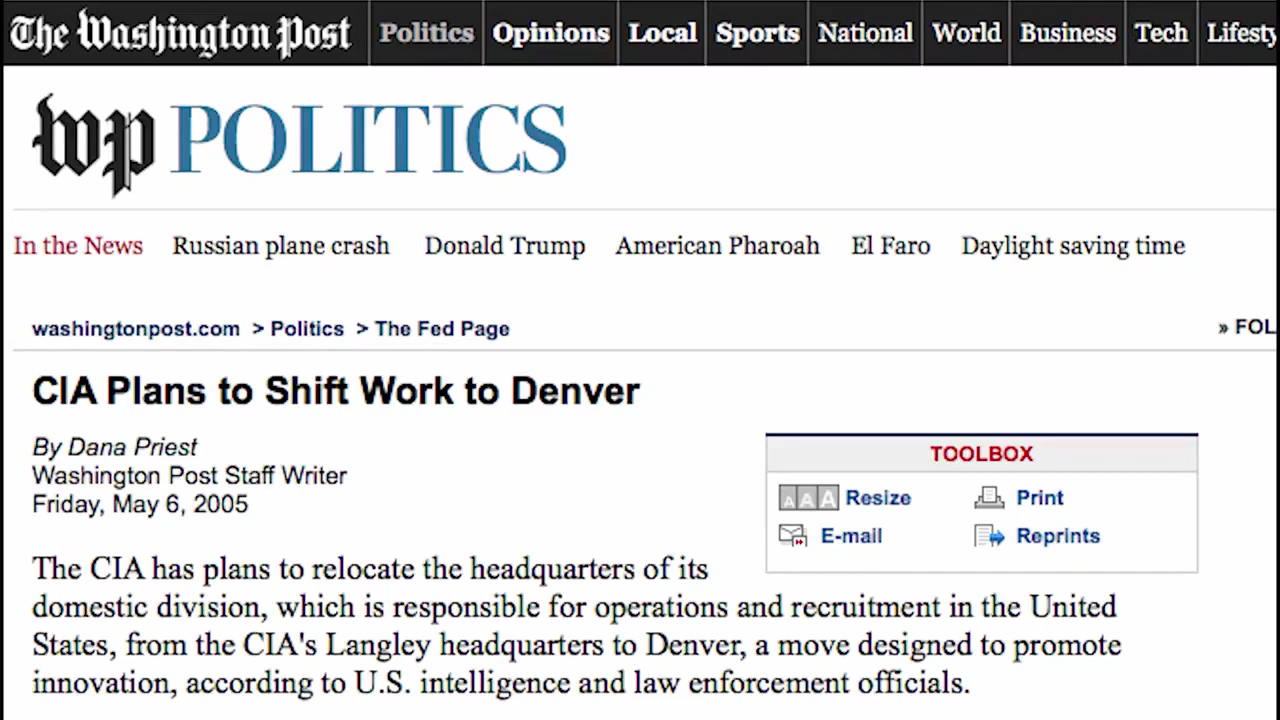 The Washington Post Politics Opinions Local Sports National World Business Tech Lifesty
wp POLITICS
In the News Russian plane crash Donald Trump American Pharoah El Faro Daylight saving time
washingtonpost.com > Politics > The Fed Page » FOL
CIA Plans to Shift Work to Denver
By Dana Priest
Washington Post Staff Writer
Friday, May 6, 2005
TOOLBOX
AAA Resize Print
E-mail Reprints
The CIA has plans to relocate the headquarters of its
domestic division, which is responsible for operations and recruitment in the United
States, from the CIA's Langley headquarters to Denver, a move designed to promote
innovation, according to U.S. intelligence and law enforcement officials.